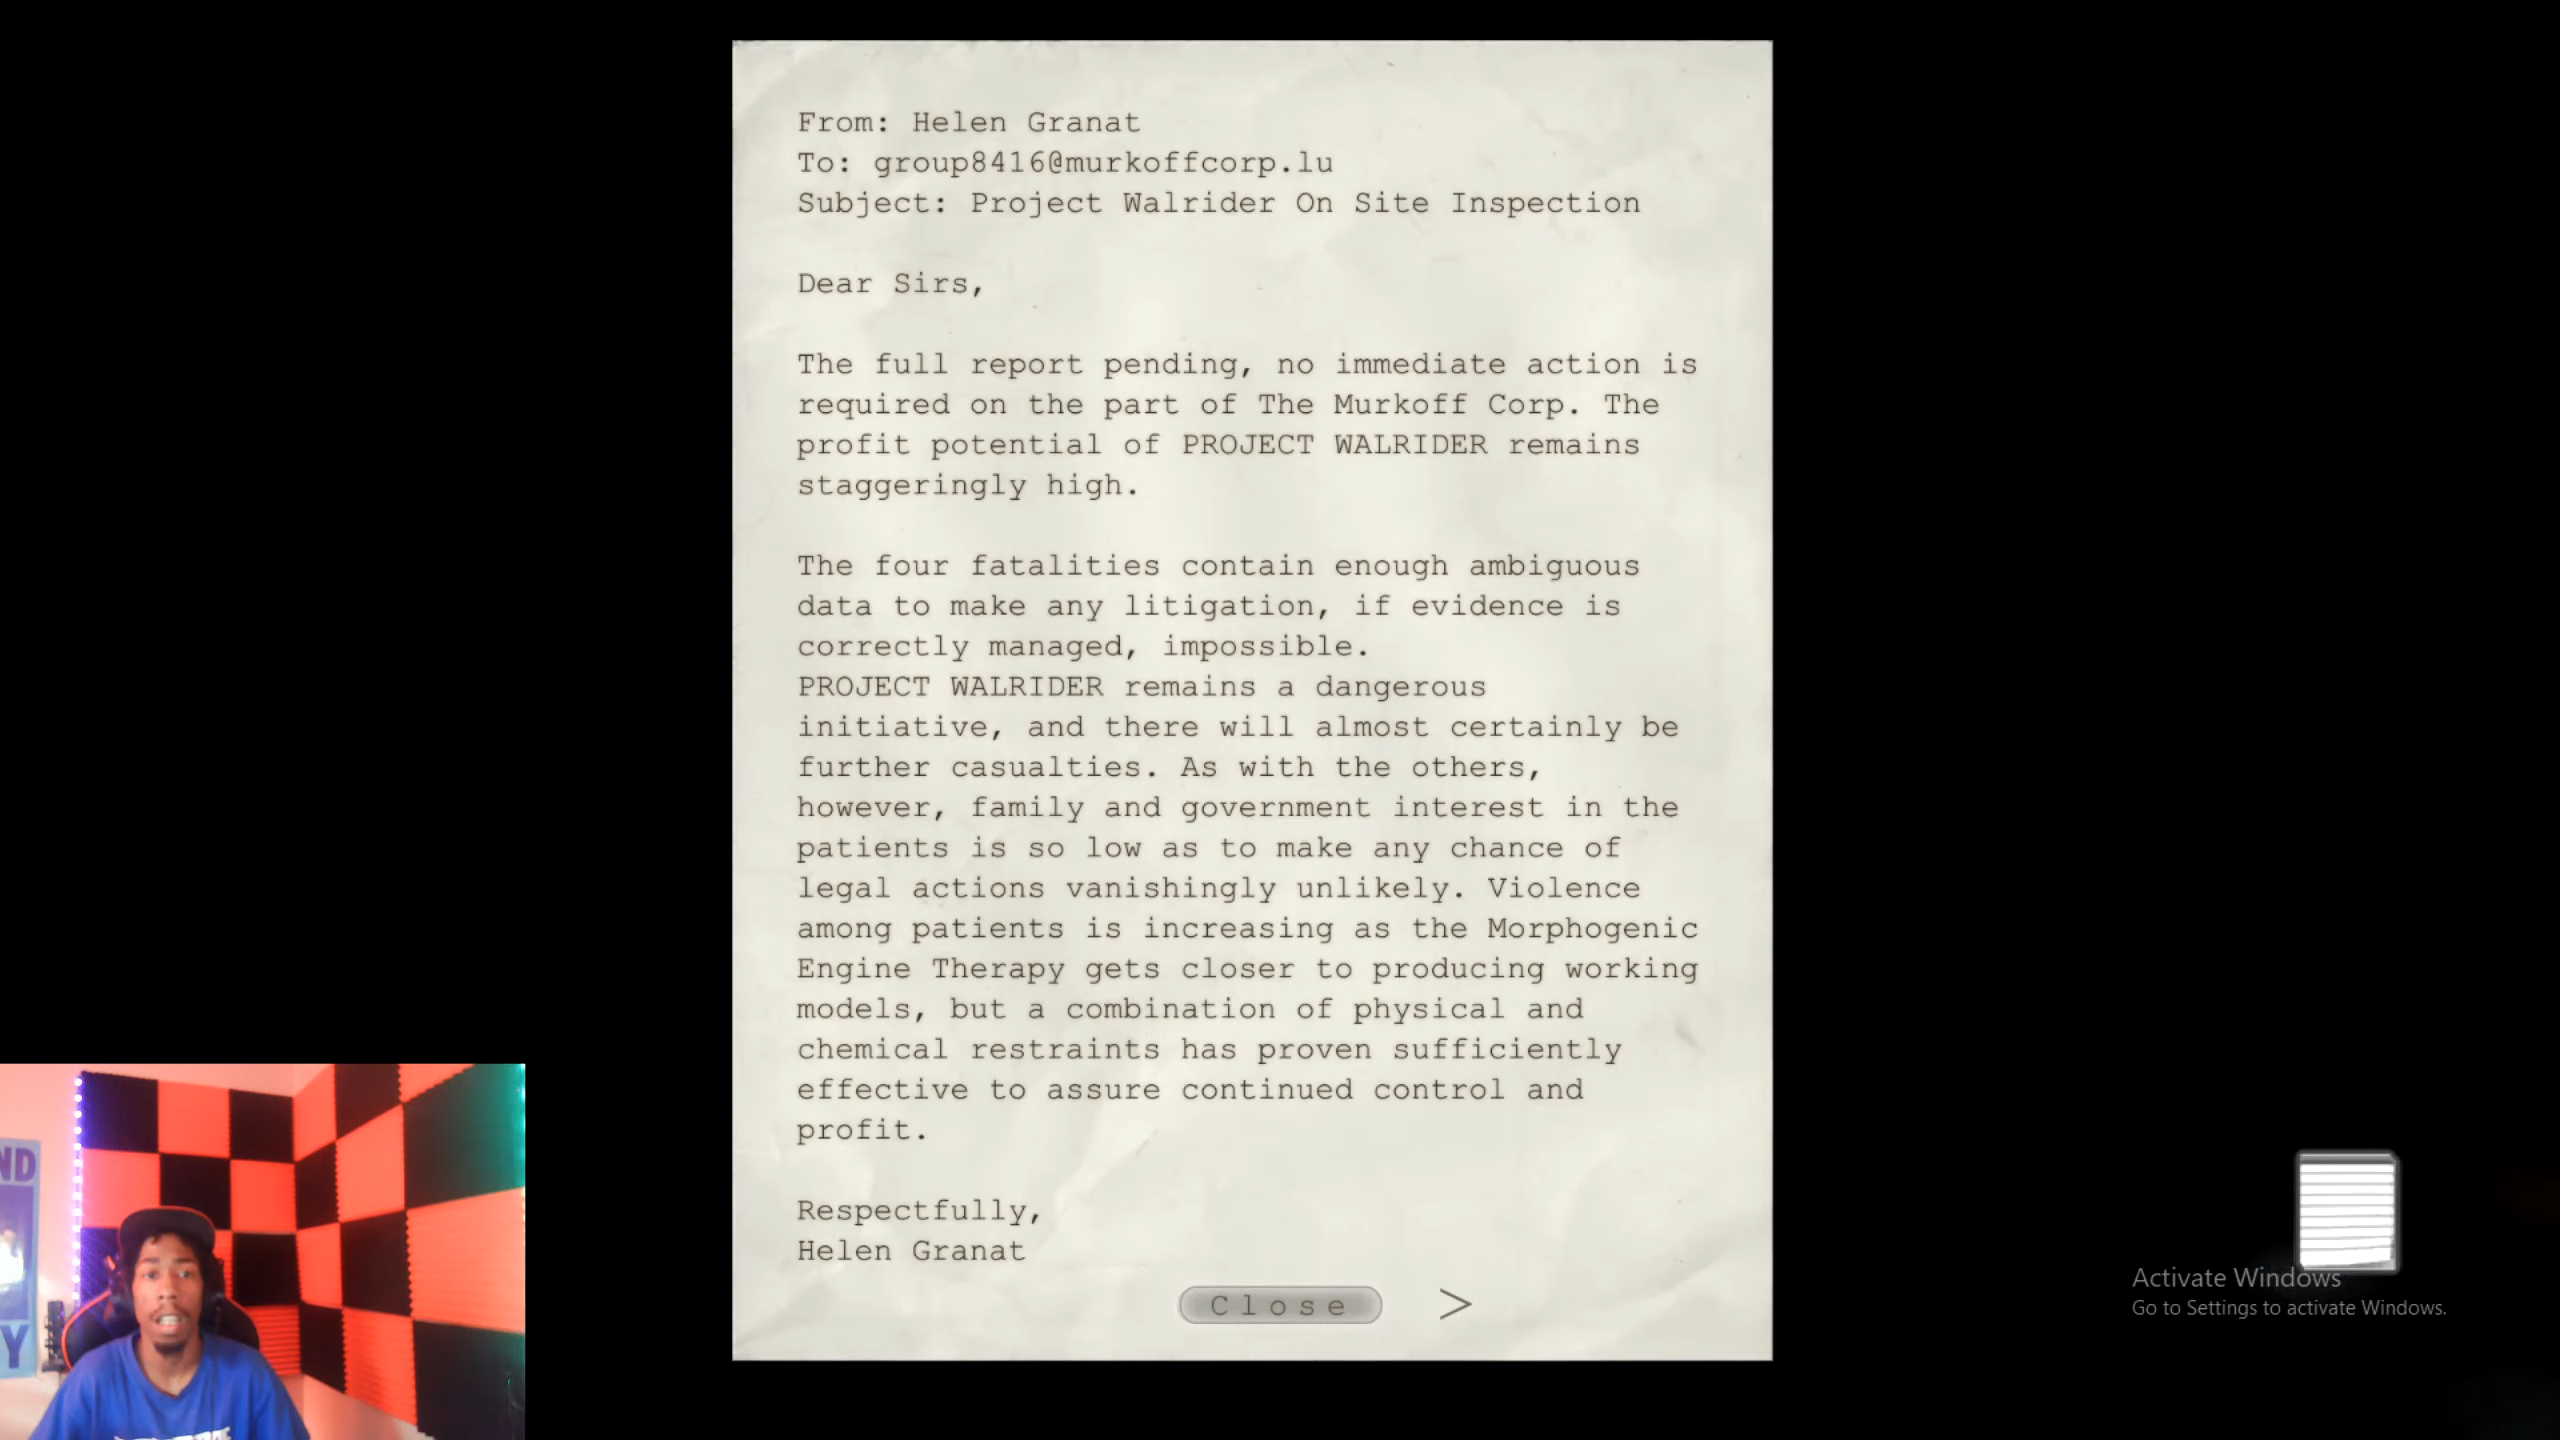 From: Helen Granat
To: group8416@murkoffcorp.lu
Subject: Project Walrider On Site Inspection
Dear Sirs,
The full report pending, no immediate action is
required on the part of The Murkoff Corp. The
profit potential of PROJECT WALRIDER remains
staggeringly high.
The four fatalities contain enough ambiguous
data to make any litigation, if evidence is
correctly managed, impossible.
PROJECT WALRIDER remains a dangerous
initiative, and there will almost certainly be
further casualties. As with the others,
however, family and government interest in the
patients is so low as to make any chance of
legal actions vanishingly unlikely. Violence
among patients is increasing as the Morphogenic
Engine Therapy gets closer to producing working
models, but a combination of physical and
chemical restraints has proven sufficiently
effective to assure continued control and
profit.
Respectfully,
Helen Granat
Close >
ND
Y
Activate Windows
Go to Settings to activate Windows.